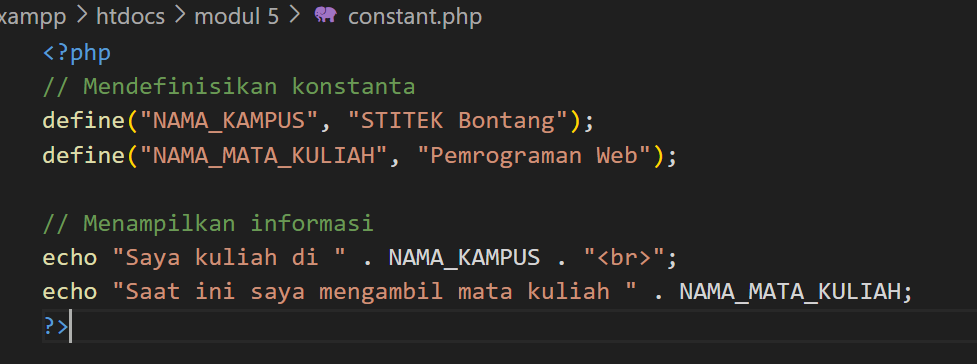 xampp > htdocs > modul 5 > constant.php
<?php
// Mendefinisikan konstanta
define("NAMA_KAMPUS", "STITEK Bontang");
define("NAMA_MATA_KULIAH", "Pemrograman Web");
// Menampilkan informasi
echo "Saya kuliah di " . NAMA_KAMPUS . "<br>";
echo "Saat ini saya mengambil mata kuliah " . NAMA_MATA_KULIAH;
?>